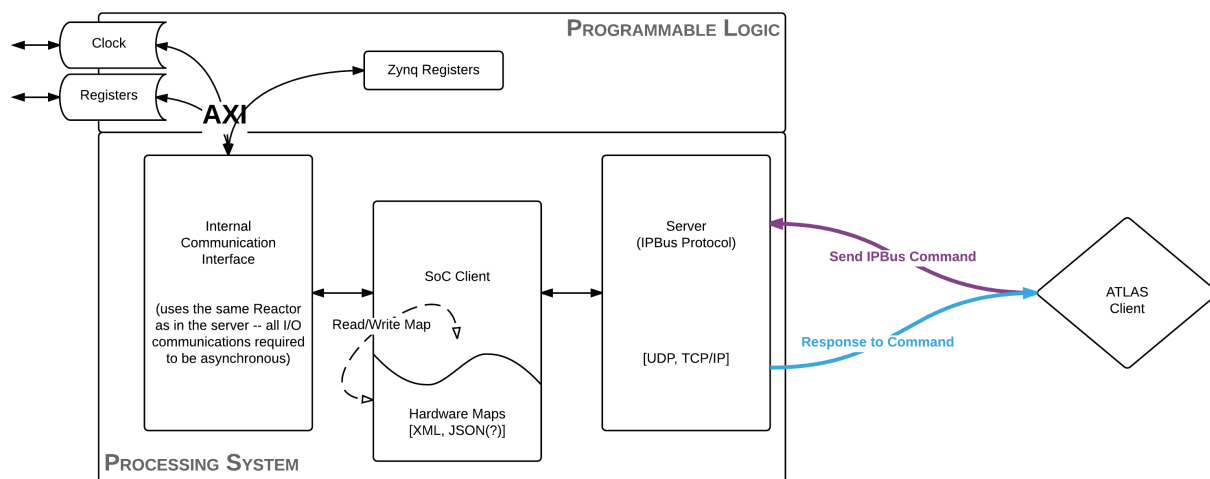 PROGRAMMABLE LOGIC
Clock
Zynq Registers
Registers
AXI
Internal
Communication
Interface
(uses the same Reactor
as in the server -- all I/O
communications required
to be asynchronous)
SoC Client
Read/Write Map
Hardware Maps
[XML, JSON(?)]
Server
(IPBus Protocol)
[UDP, TCP/IP]
Send IPBus Command
Response to Command
ATLAS
Client
PROCESSING SYSTEM